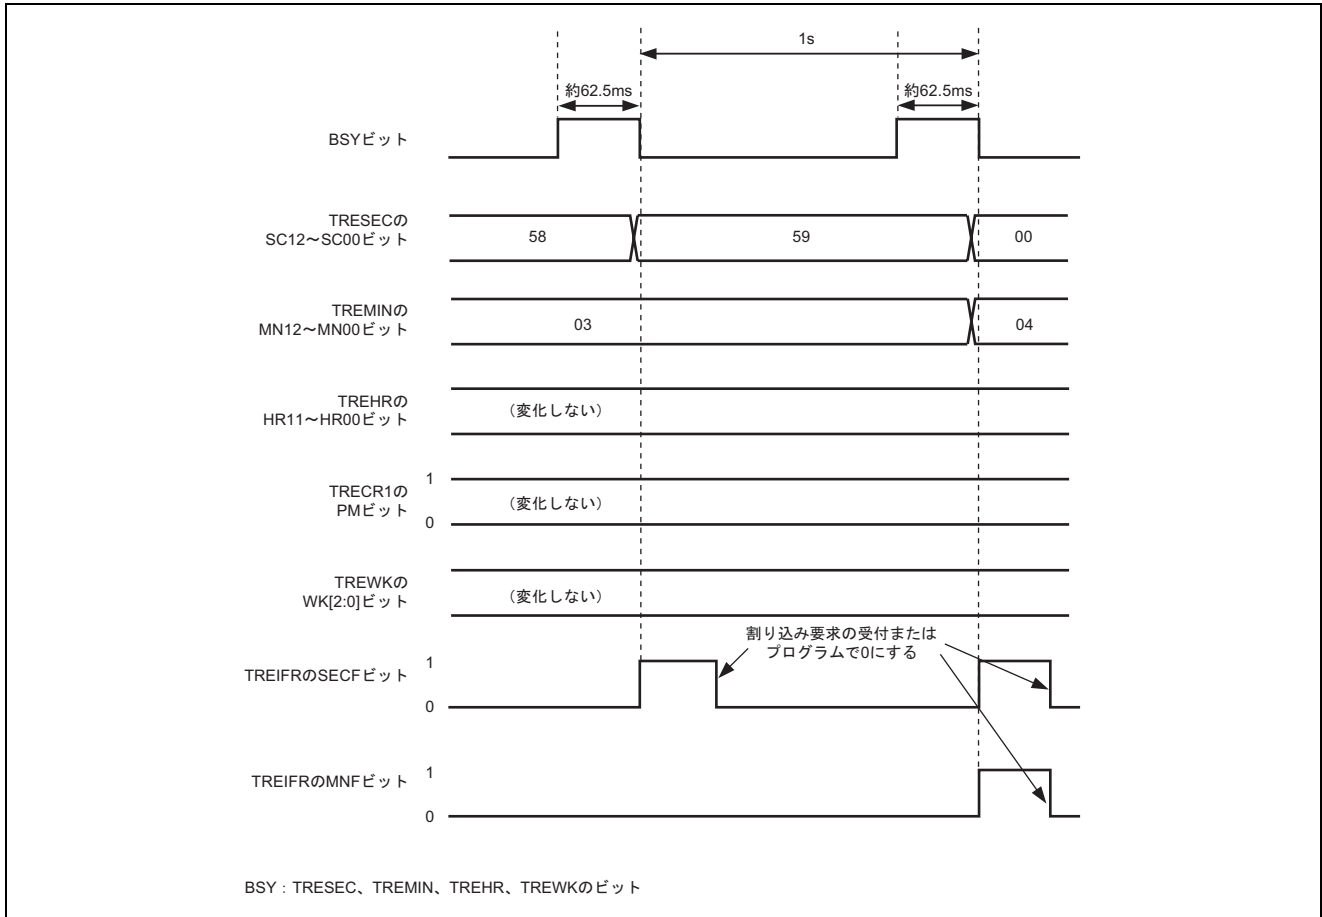 1s
約62.5ms
約62.5ms
BSYビット
TRESECの
SC12～SC00ビット
58
59
00
TREMINの
MN12～MN00ビット
03
04
TREHRの
HR11～HR00ビット
（変化しない）
TRECR1の
PMビット
1
0
（変化しない）
TREWKの
WK[2:0]ビット
（変化しない）
割り込み要求の受付または
プログラムで0にする
TREIFRのSECFビット
1
0
TREIFRのMNFビット
1
0
BSY：TRESEC、TREMIN、TREHR、TREWKのビット